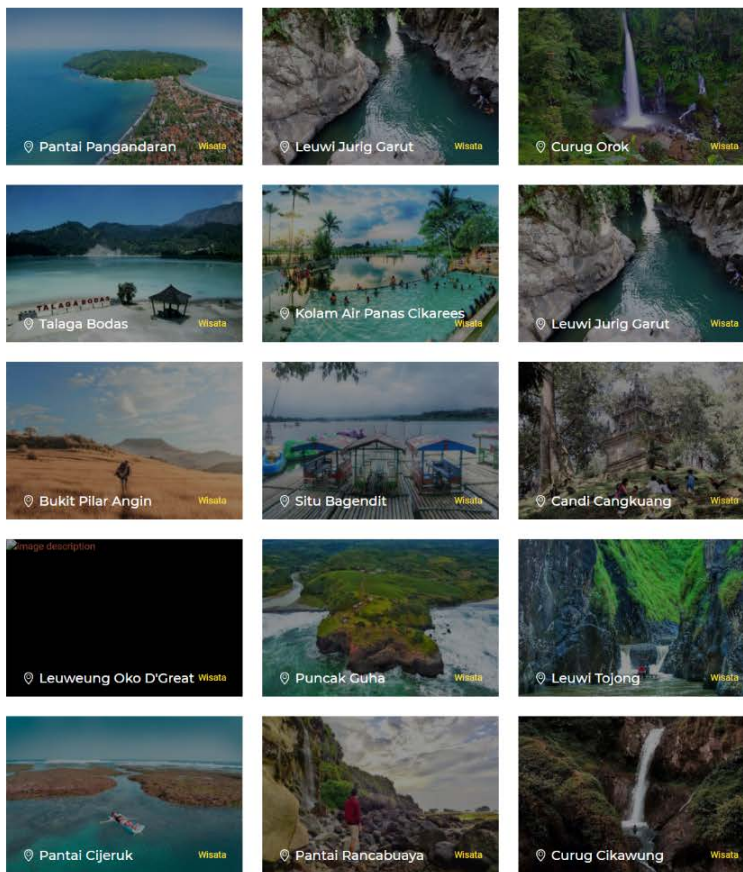 Pantai Pangandaran Wisata
Leuwi Jurig Garut Wisata
Curug Orok Wisata
TALAGA BODAS
Talaga Bodas Wisata
Kolam Air Panas Cikarees
Wisata
Leuwi Jurig Garut Wisata
Bukit Pilar Angin Wisata
Situ Bagendit Wisata
Candi Cangkuang Wisata
image description
Leuweung Oko D'Great Wisata
Puncak Guha Wisata
Leuwi Tojong Wisata
Pantai Cijeruk Wisata
Pantai Rancabuaya Wisata
Curug Cikawung Wisata